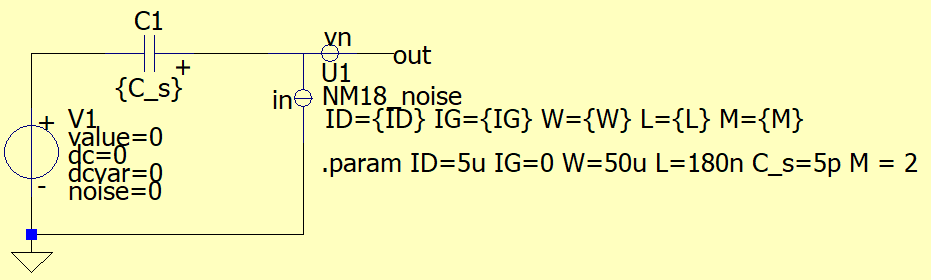 C1
+
{C_s}
+
V1
value=0
dc=0
dcvar=0
noise=0
-
vn
out
U1
in
NM18_noise
ID={ID} IG={IG} W={W} L={L} M={M}
.param ID=5u IG=0 W=50u L=180n C_s=5p M = 2